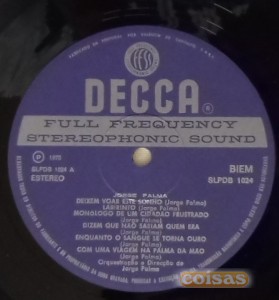 DECCA
FULL FREQUENCY
STEREOPHONIC SOUND
℗ 1975
SLPDB 1024 A
ESTEREO
BIEM
SLPDB 1024
JORGE PALMA
DEIXEM VOAR ESTE SONHO (Jorge Palma)
LABIRINTO (Jorge Palma)
MONOLOGO DE UM CIDADÃO FRUSTRADO
(Jorge Palma)
DIZEM QUE NÃO SABIAM QUEM ERA
(Jorge Palma)
ENQUANTO O SANGUE SE TORNA OURO
(Jorge Palma)
COM UMA VIAGEM NA PALMA DA MÃO
(Jorge Palma)
Orquestração e Direcção de
Jorge Palma
coisas